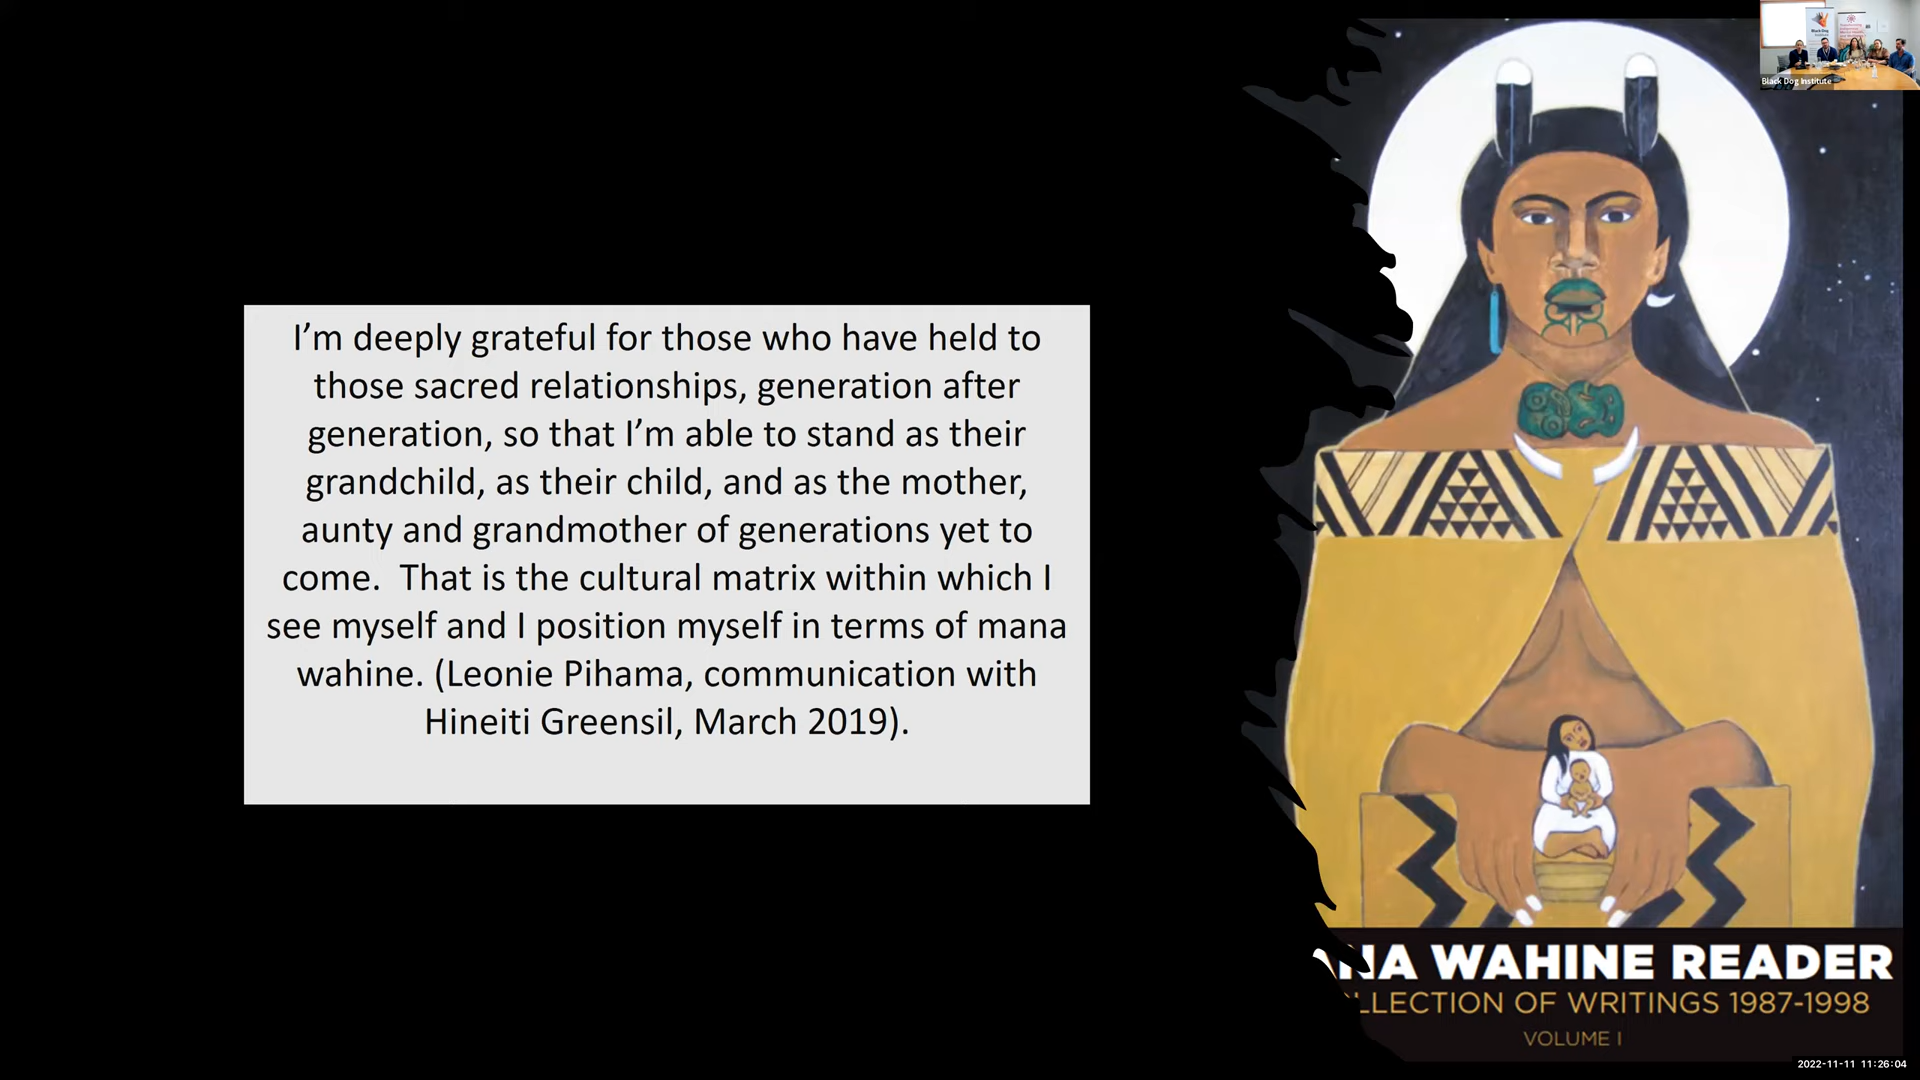 I'm deeply grateful for those who have held to
those sacred relationships, generation after
generation, so that I'm able to stand as their
grandchild, as their child, and as the mother,
aunty and grandmother of generations yet to
come.  That is the cultural matrix within which I
see myself and I position myself in terms of mana
wahine. (Leonie Pihama, communication with
Hineiti Greensil, March 2019).
Black Dog Institute
ANA WAHINE READER
LLECTION OF WRITINGS 1987-1998
VOLUME I
2022-11-11 11:26:04